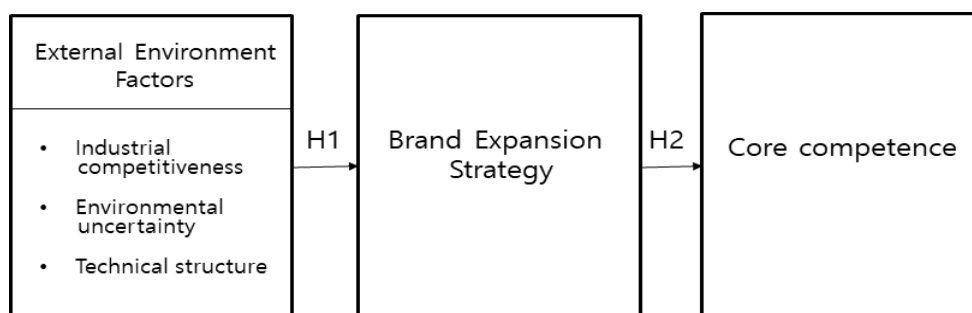 External Environment
Factors
• Industrial
competitiveness
• Environmental
uncertainty
• Technical structure
H1
Brand Expansion
Strategy
H2
Core competence